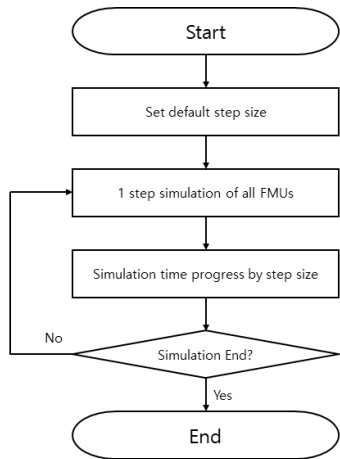 Start
Set default step size
1 step simulation of all FMUs
Simulation time progress by step size
No
Simulation End?
Yes
End